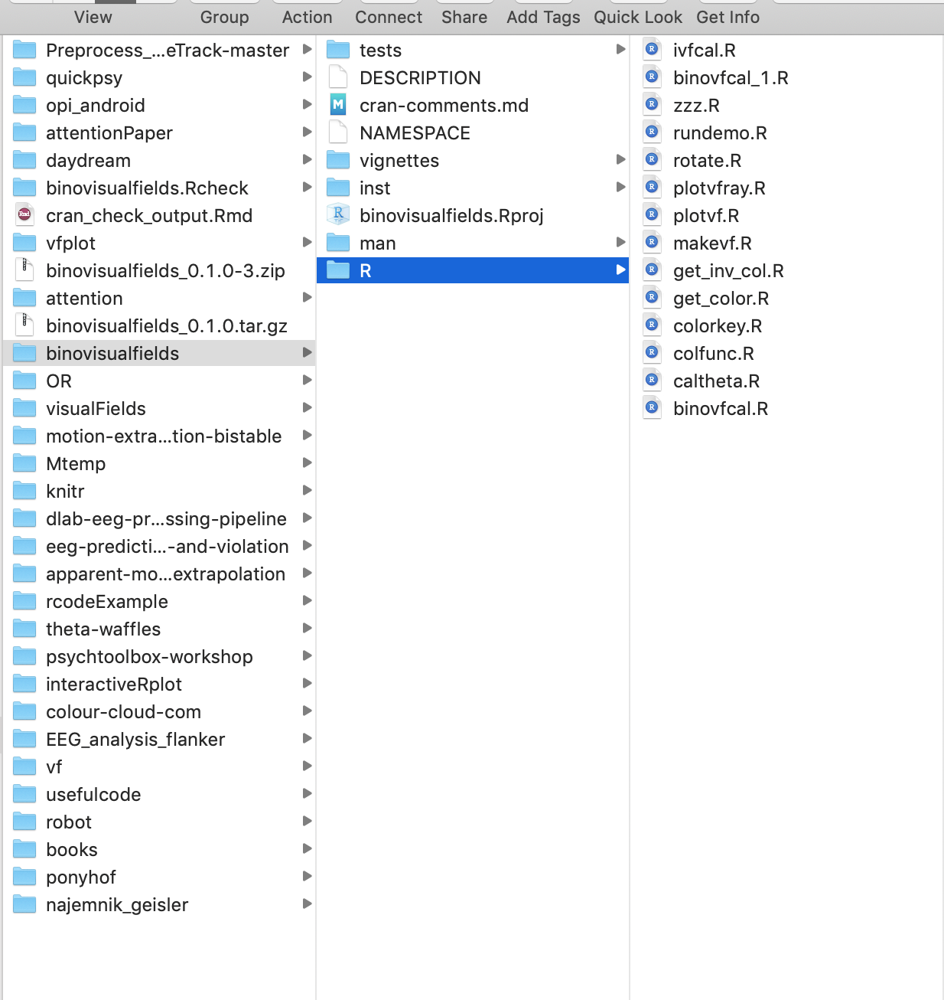 View Group Action Connect Share Add Tags Quick Look Get Info
Preprocess_...eTrack-master
quickpsy
opi_android
attentionPaper
daydream
binovisualfields.Rcheck
cran_check_output.Rmd
vfplot
binovisualfields_0.1.0-3.zip
attention
binovisualfields_0.1.0.tar.gz
binovisualfields
OR
visualFields
motion-extra...tion-bistable
Mtemp
knitr
dlab-eeg-pr...ssing-pipeline
eeg-predicti...-and-violation
apparent-mo...extrapolation
rcodeExample
theta-waffles
psychtoolbox-workshop
interactiveRplot
colour-cloud-com
EEG_analysis_flanker
vf
usefulcode
robot
books
ponyhof
najemnik_geisler
tests
DESCRIPTION
cran-comments.md
NAMESPACE
vignettes
inst
binovisualfields.Rproj
man
R
ivfcal.R
binovfcal_1.R
zzz.R
rundemo.R
rotate.R
plotvfray.R
plotvf.R
makevf.R
get_inv_col.R
get_color.R
colorkey.R
colfunc.R
caltheta.R
binovfcal.R